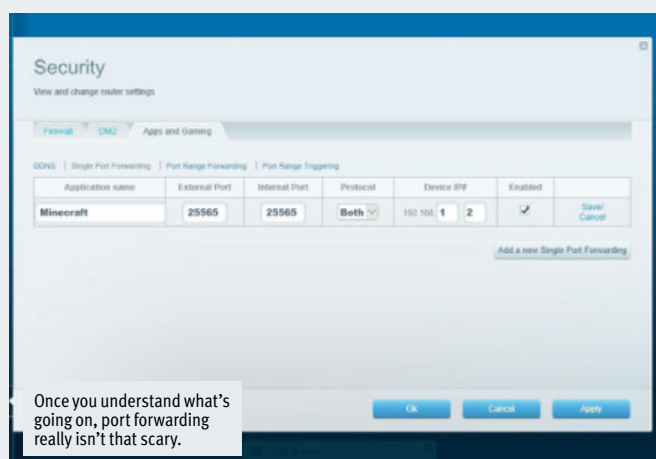 Security
View and change router settings
Firewall DMZ Apps and Gaming
DDNS | Single Port Forwarding | Port Range Forwarding | Port Range Triggering
Application name External Port Internal Port Protocol Device IP# Enabled
Minecraft 25565 25565 Both 192.168. 1 2 Save/
Cancel
Add a new Single Port Forwarding
Once you understand what's
going on, port forwarding
really isn't that scary.
Ok Cancel Apply